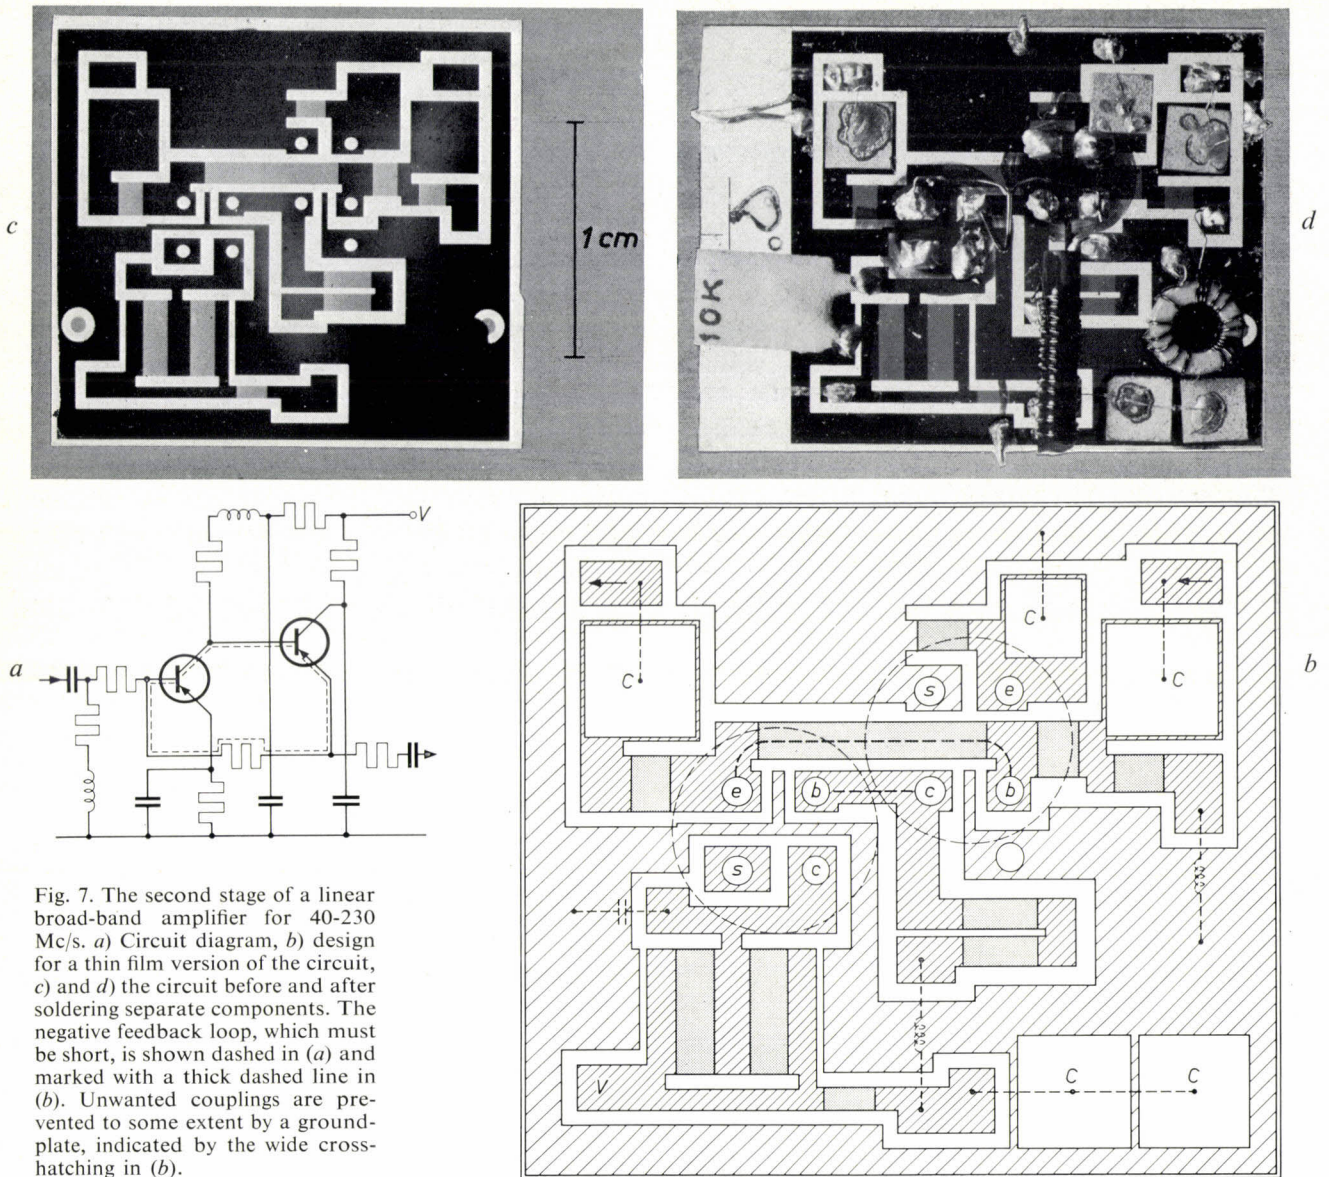 c
1 cm
d
10K
V
a
b
C
C
C
s
e
e
b
c
b
s
c
V
C
C
Fig. 7. The second stage of a linear
broad-band amplifier for 40-230
Mc/s. a) Circuit diagram, b) design
for a thin film version of the circuit,
c) and d) the circuit before and after
soldering separate components. The
negative feedback loop, which must
be short, is shown dashed in (a) and
marked with a thick dashed line in
(b). Unwanted couplings are pre-
vented to some extent by a ground-
plate, indicated by the wide cross-
hatching in (b).